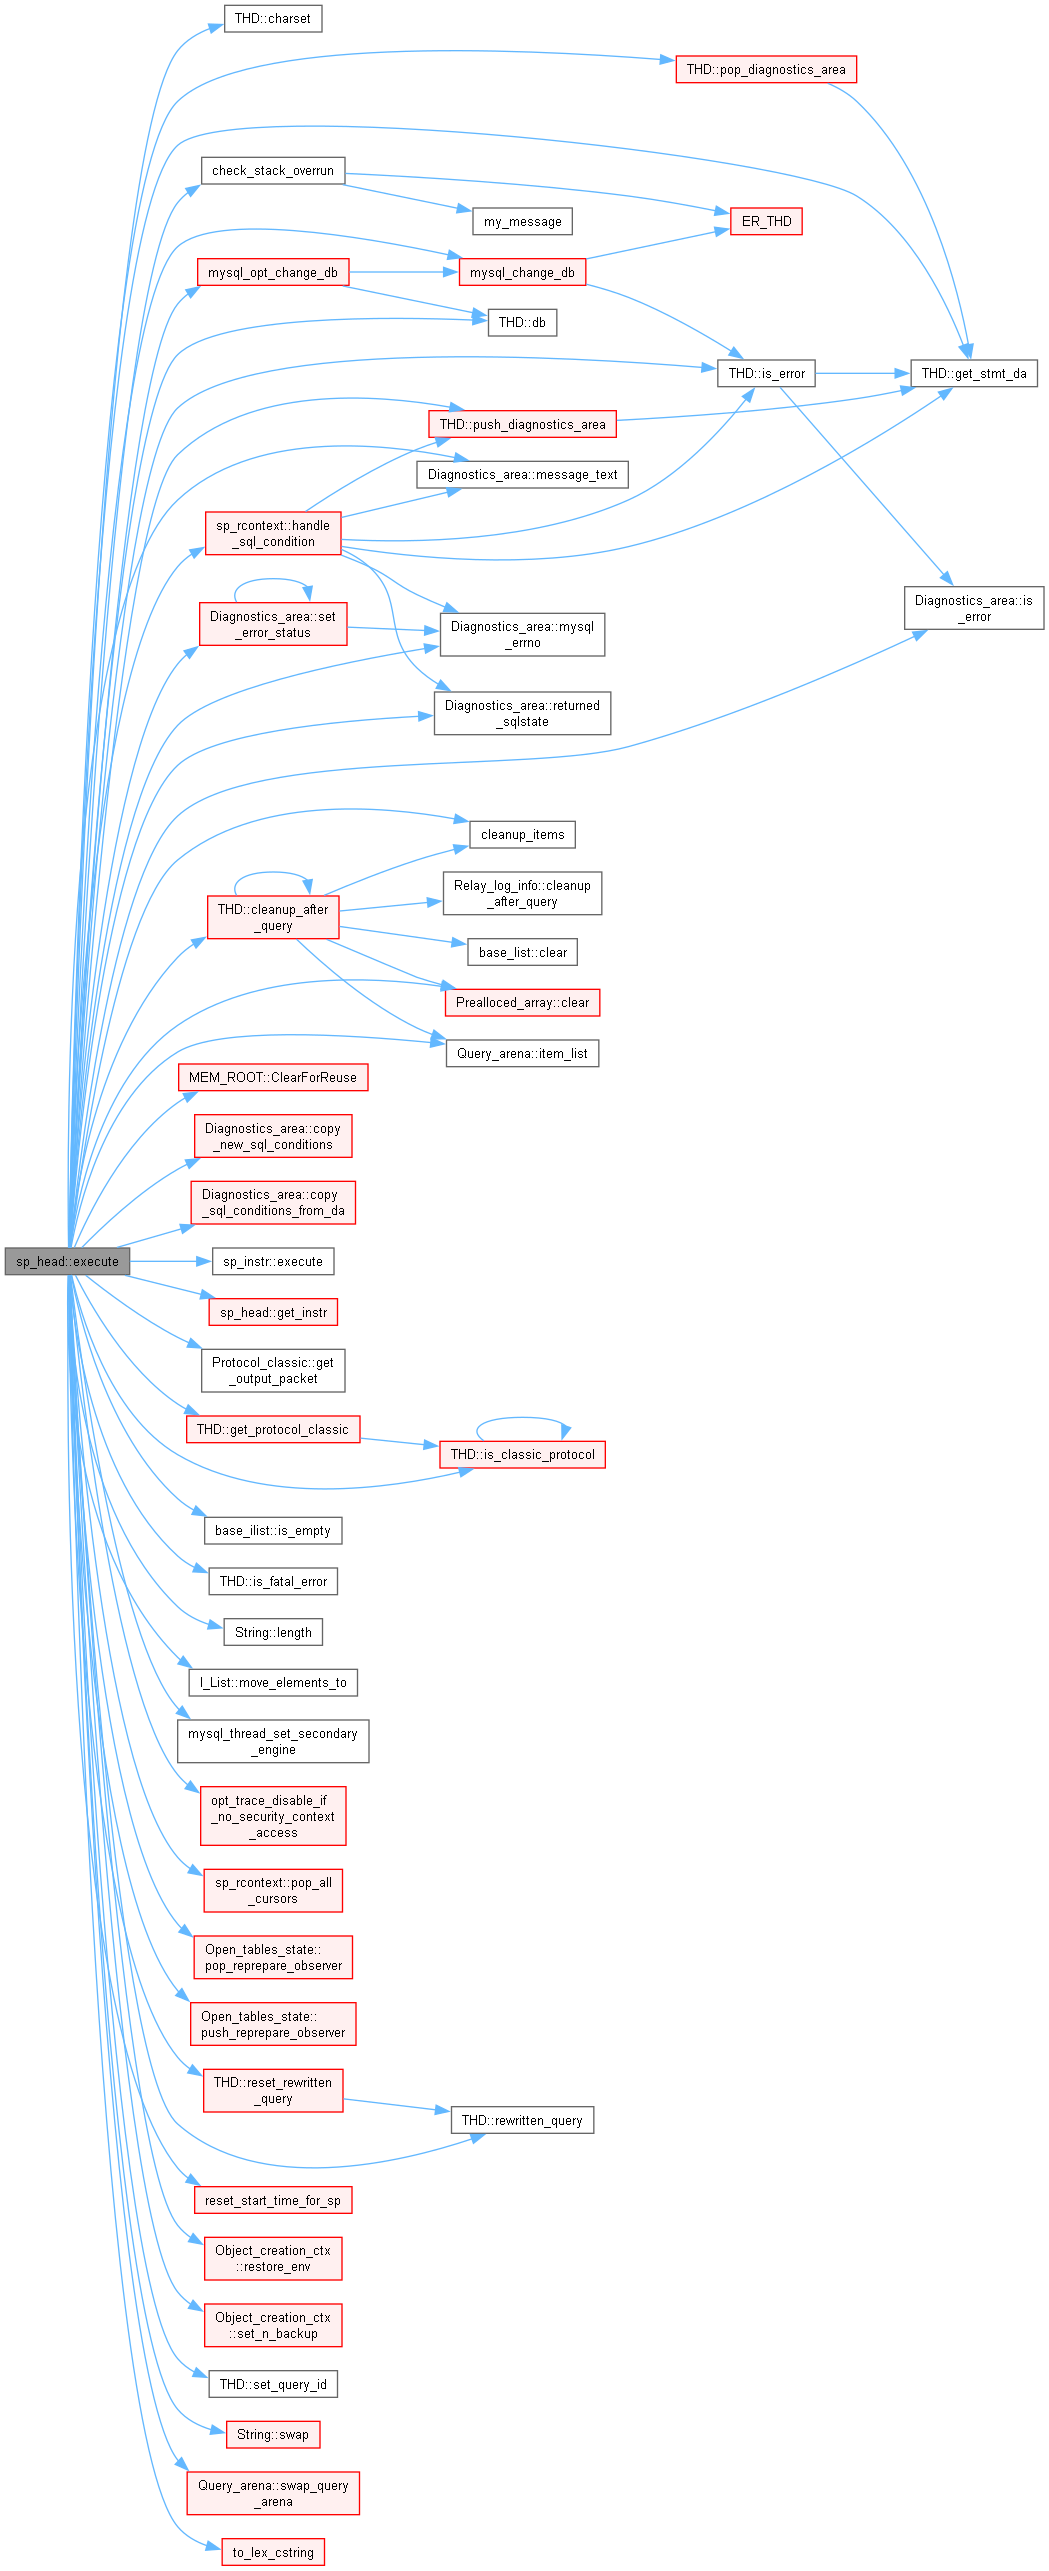 THD::charset
THD::pop_diagnostics_area
check_stack_overrun
my_message
ER_THD
mysql_opt_change_db
mysql_change_db
THD::db
THD::is_error
THD::get_stmt_da
THD::push_diagnostics_area
Diagnostics_area::message_text
sp_rcontext::handle
_sql_condition
Diagnostics_area::is
_error
Diagnostics_area::set
_error_status
Diagnostics_area::mysql
_errno
Diagnostics_area::returned
_sqlstate
cleanup_items
Relay_log_info::cleanup
_after_query
THD::cleanup_after
_query
base_list::clear
Prealloced_array::clear
Query_arena::item_list
MEM_ROOT::ClearForReuse
Diagnostics_area::copy
_new_sql_conditions
Diagnostics_area::copy
_sql_conditions_from_da
sp_head::execute
sp_instr::execute
sp_head::get_instr
Protocol_classic::get
_output_packet
THD::get_protocol_classic
THD::is_classic_protocol
base_ilist::is_empty
THD::is_fatal_error
String::length
I_List::move_elements_to
mysql_thread_set_secondary
_engine
opt_trace_disable_if
_no_security_context
_access
sp_rcontext::pop_all
_cursors
Open_tables_state::
pop_reprepare_observer
Open_tables_state::
push_reprepare_observer
THD::reset_rewritten
_query
THD::rewritten_query
reset_start_time_for_sp
Object_creation_ctx
::restore_env
Object_creation_ctx
::set_n_backup
THD::set_query_id
String::swap
Query_arena::swap_query
_arena
to_lex_cstring